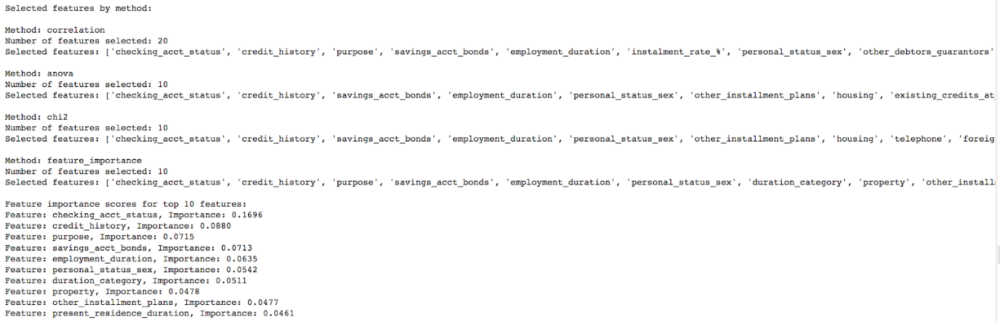 Selected features by method:
Method: correlation
Number of features selected: 20
Selected features: ['checking_acct_status', 'credit_history', 'purpose', 'savings_acct_bonds', 'employment_duration', 'instalment_rate_%', 'personal_status_sex', 'other_debtors_guarantors'
Method: anova
Number of features selected: 10
Selected features: ['checking_acct_status', 'credit_history', 'savings_acct_bonds', 'employment_duration', 'personal_status_sex', 'other_installment_plans', 'housing', 'existing_credits_at_
Method: chi2
Number of features selected: 10
Selected features: ['checking_acct_status', 'credit_history', 'savings_acct_bonds', 'employment_duration', 'personal_status_sex', 'other_installment_plans', 'housing', 'telephone', 'foreig
Method: feature_importance
Number of features selected: 10
Selected features: ['checking_acct_status', 'credit_history', 'purpose', 'savings_acct_bonds', 'employment_duration', 'personal_status_sex', 'duration_category', 'property', 'other_install
Feature importance scores for top 10 features:
Feature: checking_acct_status, Importance: 0.1696
Feature: credit_history, Importance: 0.0880
Feature: purpose, Importance: 0.0715
Feature: savings_acct_bonds, Importance: 0.0713
Feature: employment_duration, Importance: 0.0635
Feature: personal_status_sex, Importance: 0.0542
Feature: duration_category, Importance: 0.0511
Feature: property, Importance: 0.0478
Feature: other_installment_plans, Importance: 0.0477
Feature: present_residence_duration, Importance: 0.0461